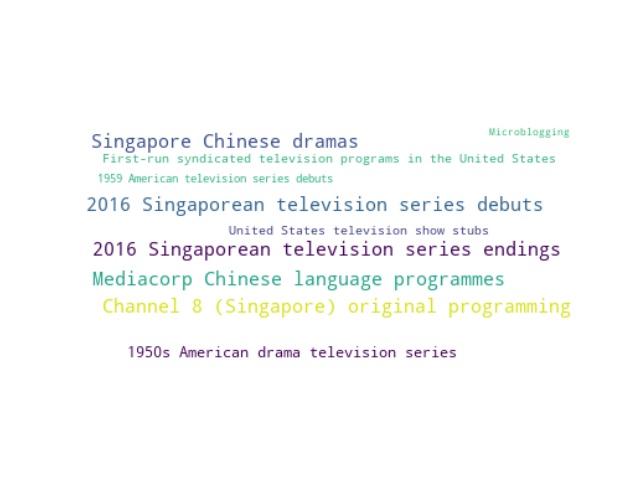 Microblogging
Singapore Chinese dramas
First-run syndicated television programs in the United States
1959 American television series debuts
2016 Singaporean television series debuts
United States television show stubs
2016 Singaporean television series endings
Mediacorp Chinese language programmes
Channel 8 (Singapore) original programming
1950s American drama television series